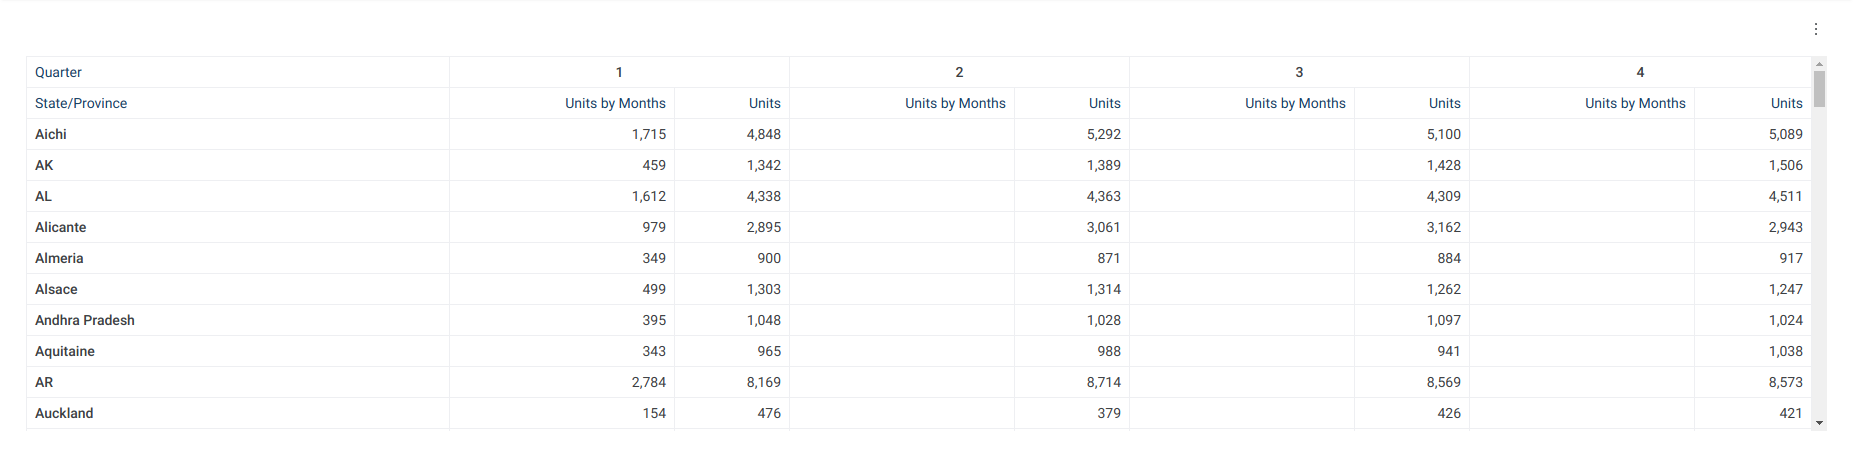 Quarter 1 2 3 4
State/Province Units by Months Units Units by Months Units Units by Months Units Units by Months Units
Aichi 1,715 4,848 5,292 5,100 5,089
AK 459 1,342 1,389 1,428 1,506
AL 1,612 4,338 4,363 4,309 4,511
Alicante 979 2,895 3,061 3,162 2,943
Almeria 349 900 871 884 917
Alsace 499 1,303 1,314 1,262 1,247
Andhra Pradesh 395 1,048 1,028 1,097 1,024
Aquitaine 343 965 988 941 1,038
AR 2,784 8,169 8,714 8,569 8,573
Auckland 154 476 379 426 421